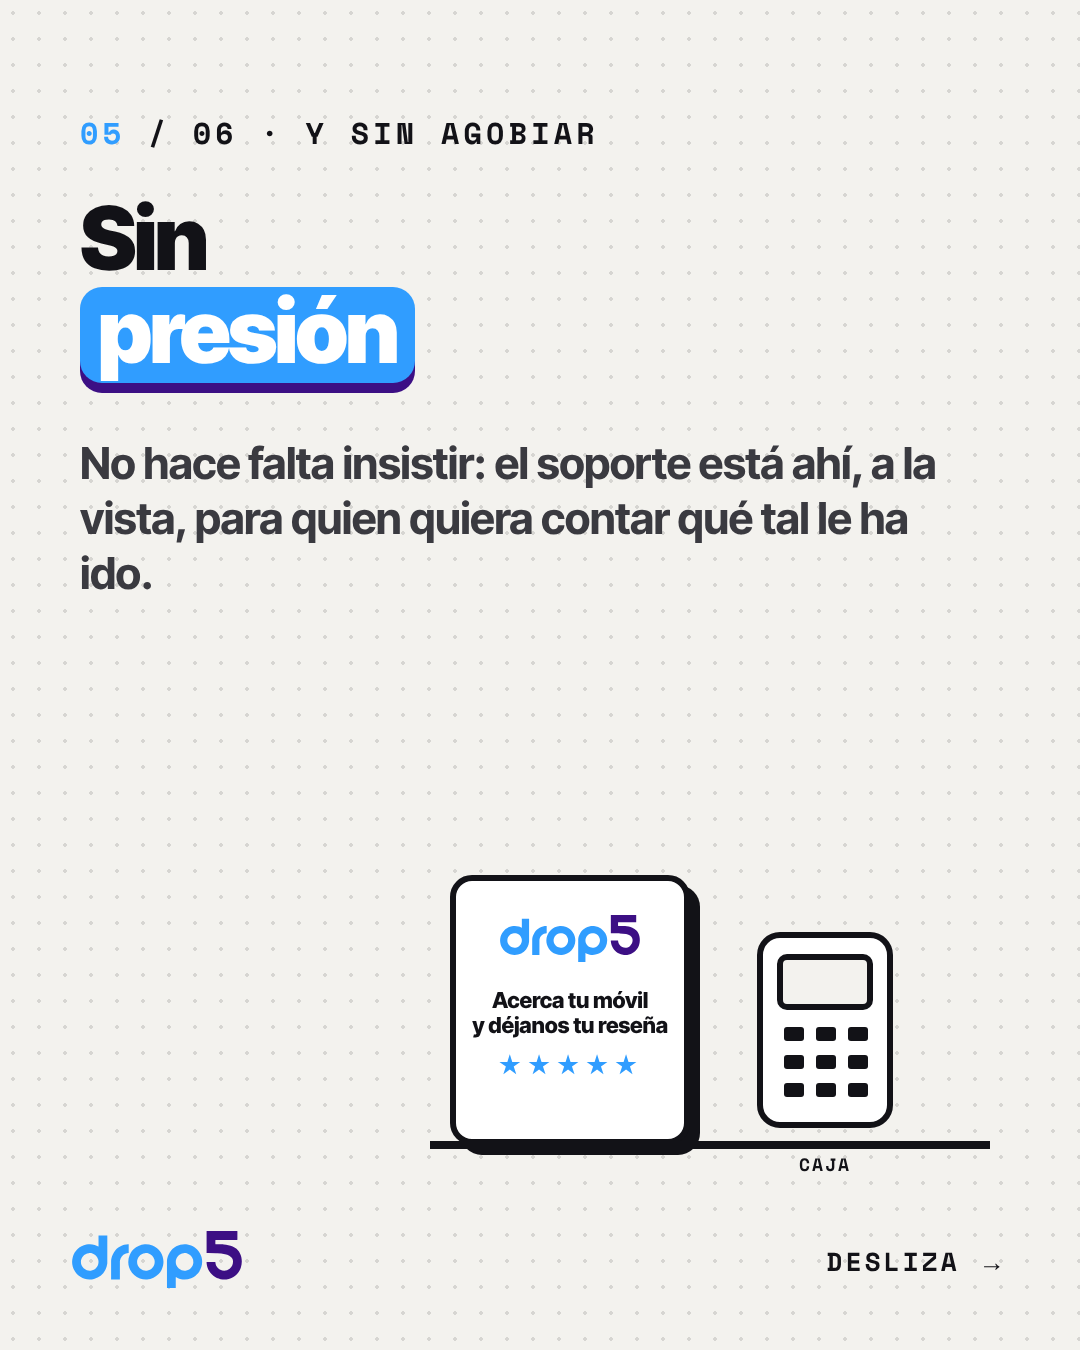 05 / 06 · Y SIN AGOBIAR
Sin
presión
No hace falta insistir: el soporte está ahí, a la
vista, para quien quiera contar qué tal le ha
ido.
drop5
Acerca tu móvil
y déjanos tu reseña
★ ★ ★ ★ ★
CAJA
drop5
DESLIZA →